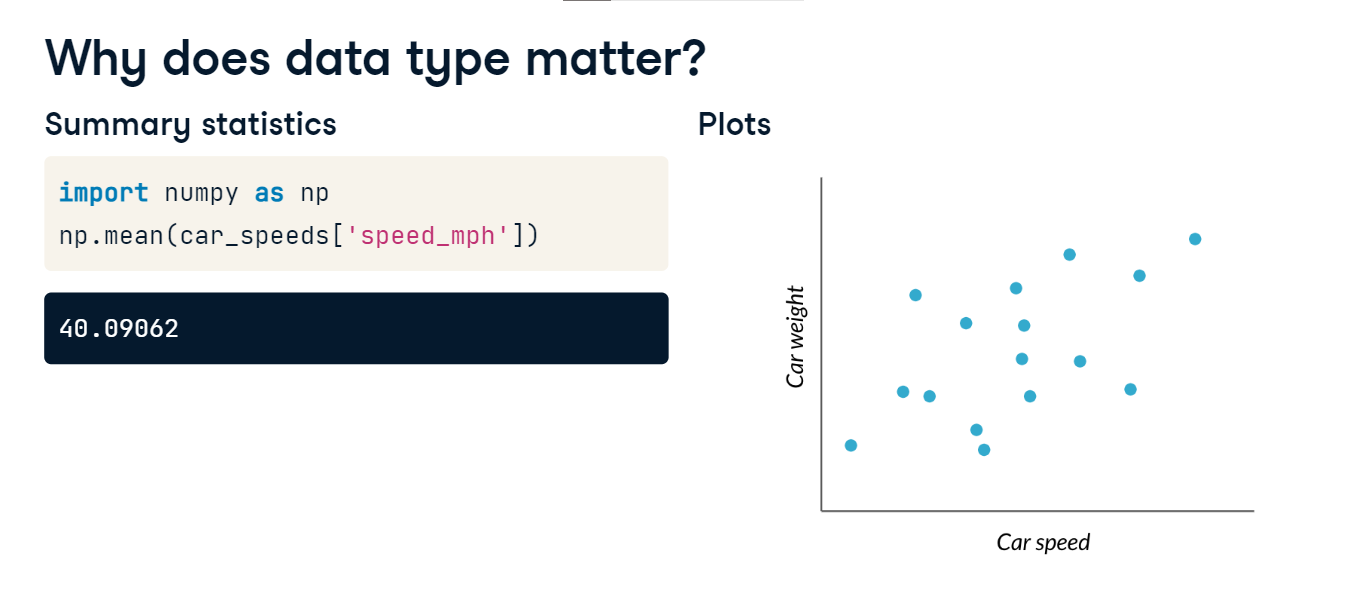 Why does data type matter?
Summary statistics
import numpy as np
np.mean(car_speeds['speed_mph'])
40.09062
Plots
Car weight
Car speed